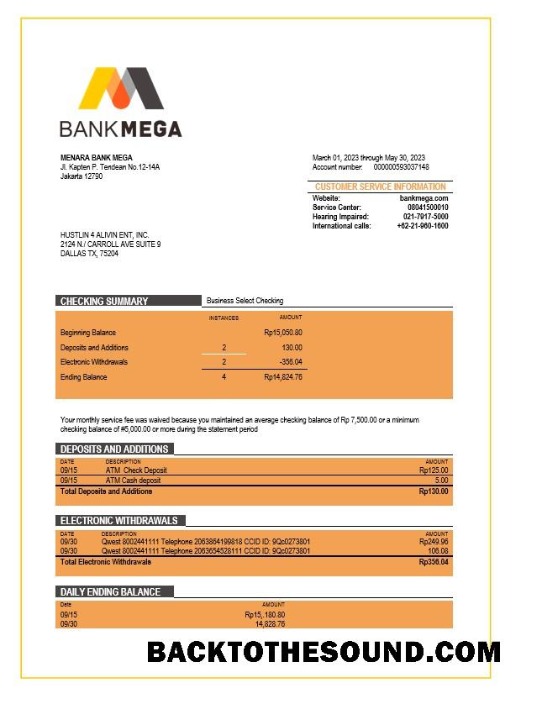 BANK MEGA
MENARA BANK MEGA
Jl. Kapten P. Tendean No.12-14A
Jakarta 12790
March 01, 2023 through May 30, 2023
Account number: 000000593037148
CUSTOMER SERVICE INFORMATION
Website: bankmega.com
Service Center: 08041500010
Hearing Impaired: 021-7917-5000
International calls: +62-21-960-1600
HUSTLIN 4 ALIVIN ENT, INC.
2124 N./ CARROLL AVE SUITE 9
DALLAS TX, 75204
CHECKING SUMMARY Business Select Checking
INSTANCES AMOUNT
Beginning Balance Rp15,050.80
Deposits and Additions 2 130.00
Electronic Withdrawals 2 -356.04
Ending Balance 4 Rp14,824.76
Your monthly service fee was waived because you maintained an average checking balance of Rp 7,500.00 or a minimum
checking balance of #5,000.00 or more during the statement period
DEPOSITS AND ADDITIONS
DATE DESCRIPTION AMOUNT
09/15 ATM Check Deposit Rp125.00
09/15 ATM Cash deposit 5.00
Total Deposits and Additions Rp130.00
ELECTRONIC WITHDRAWALS
DATE DESCRIPTION AMOUNT
09/30 Qwest 8002441111 Telephone 2063864199818 CCID ID: 9Qc0273801 Rp249.96
09/30 Qwest 8002441111 Telephone 2063654528111 CCID ID: 9Qc0273801 106.08
Total Electronic Withdrawals Rp356.04
DAILY ENDING BALANCE
Date AMOUNT
09/15 Rp15, 180.80
09/30 14,828.76
BACKTOTHESOUND.COM